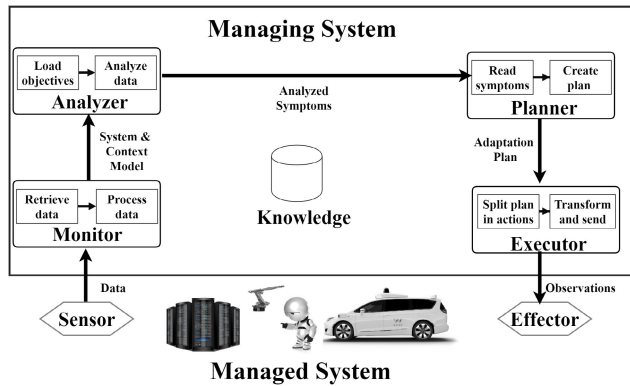 Managing System
Load
objectives
Analyze
data
Analyzer
Analyzed
Symptoms
Read
symptoms
Create
plan
Planner
System &
Context
Model
Adaptation
Plan
Retrieve
data
Process
data
Monitor
Knowledge
Split plan
in actions
Transform
and send
Executor
Data
Observations
Sensor
Effector
Managed System